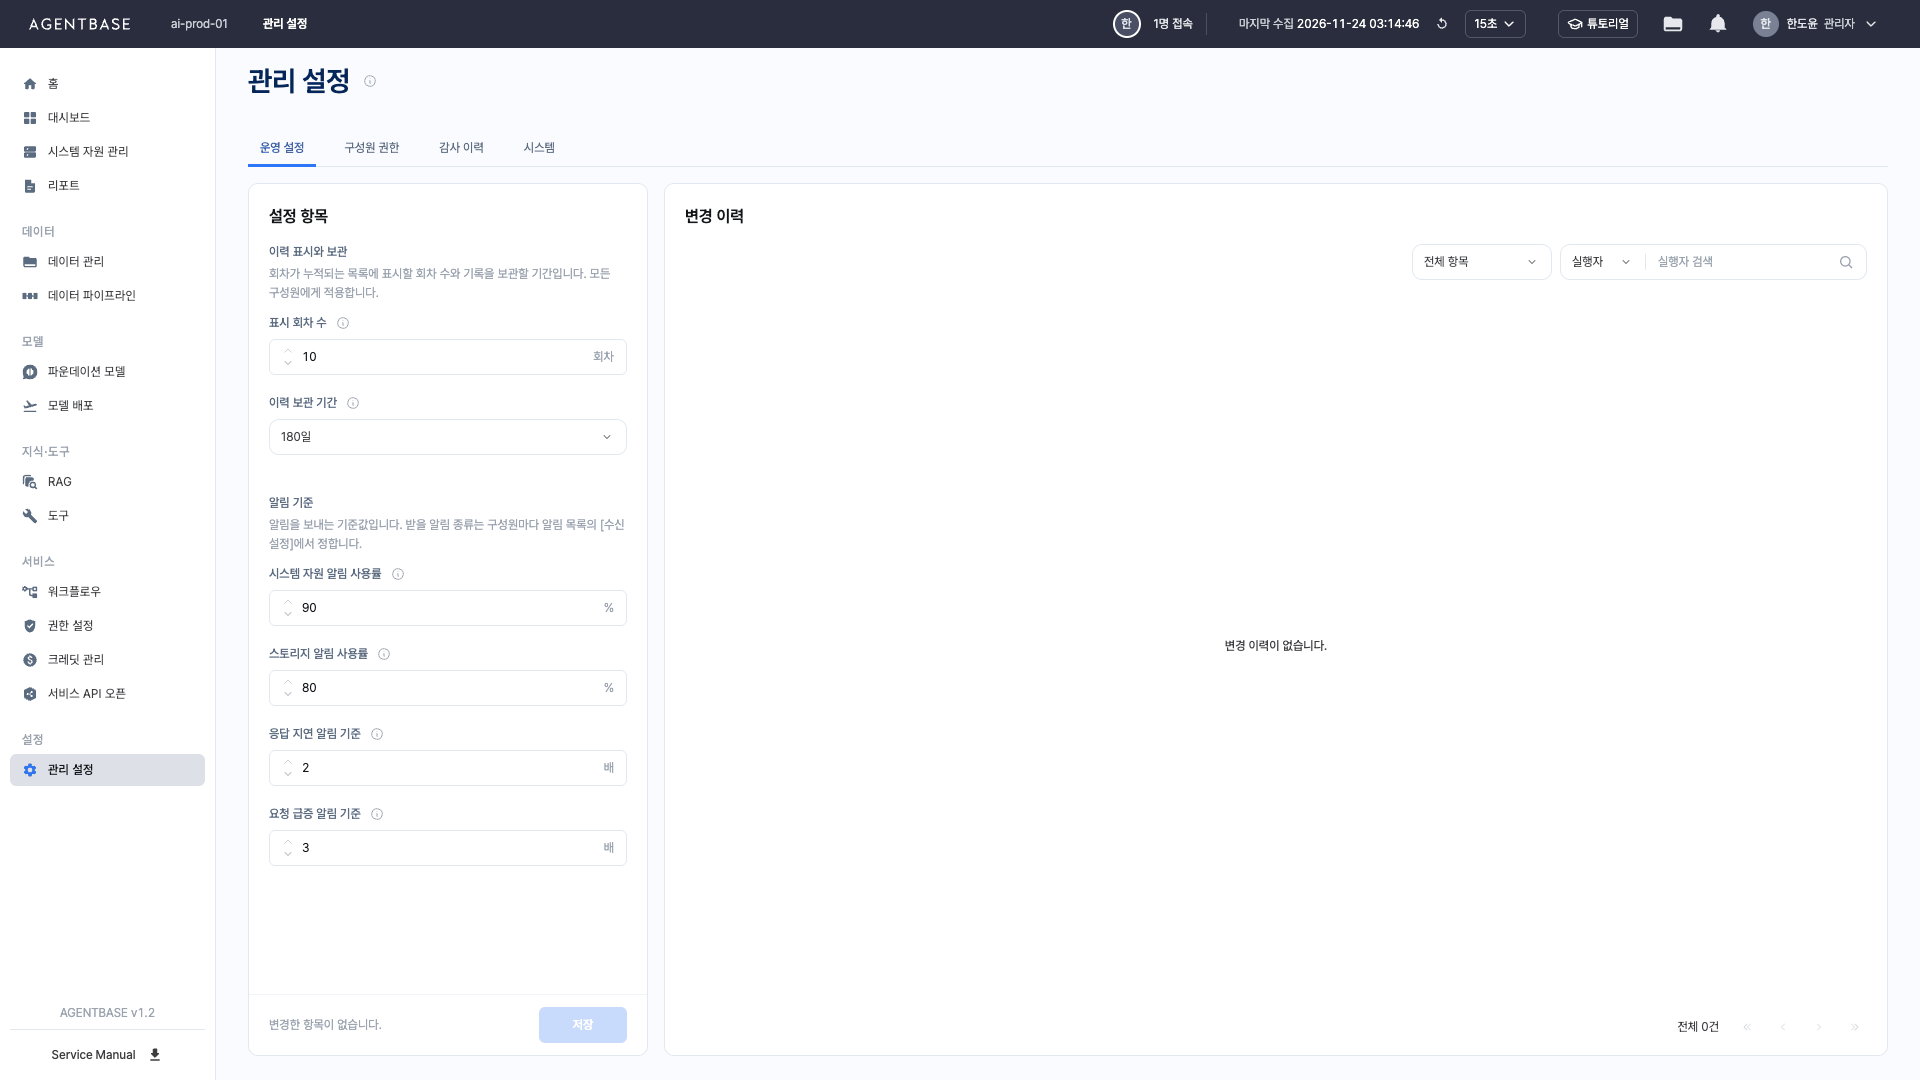 AGENTBASE
ai-prod-01
관리 설정
한
1명 접속
마지막 수집 2026-11-24 03:14:46
15초
튜토리얼
한
한도윤 관리자
홈
대시보드
시스템 자원 관리
리포트
데이터
데이터 관리
데이터 파이프라인
모델
파운데이션 모델
모델 배포
지식·도구
RAG
도구
서비스
워크플로우
권한 설정
크레딧 관리
서비스 API 오픈
설정
관리 설정
AGENTBASE v1.2
Service Manual
관리 설정
운영 설정
구성원 권한
감사 이력
시스템
설정 항목
이력 표시와 보관
회차가 누적되는 목록에 표시할 회차 수와 기록을 보관할 기간입니다. 모든
구성원에게 적용합니다.
표시 회차 수
10
회차
이력 보관 기간
180일
알림 기준
알림을 보내는 기준값입니다. 받을 알림 종류는 구성원마다 알림 목록의 [수신
설정]에서 정합니다.
시스템 자원 알림 사용률
90
%
스토리지 알림 사용률
80
%
응답 지연 알림 기준
2
배
요청 급증 알림 기준
3
배
변경한 항목이 없습니다.
저장
변경 이력
전체 항목
실행자
실행자 검색
변경 이력이 없습니다.
전체 0건